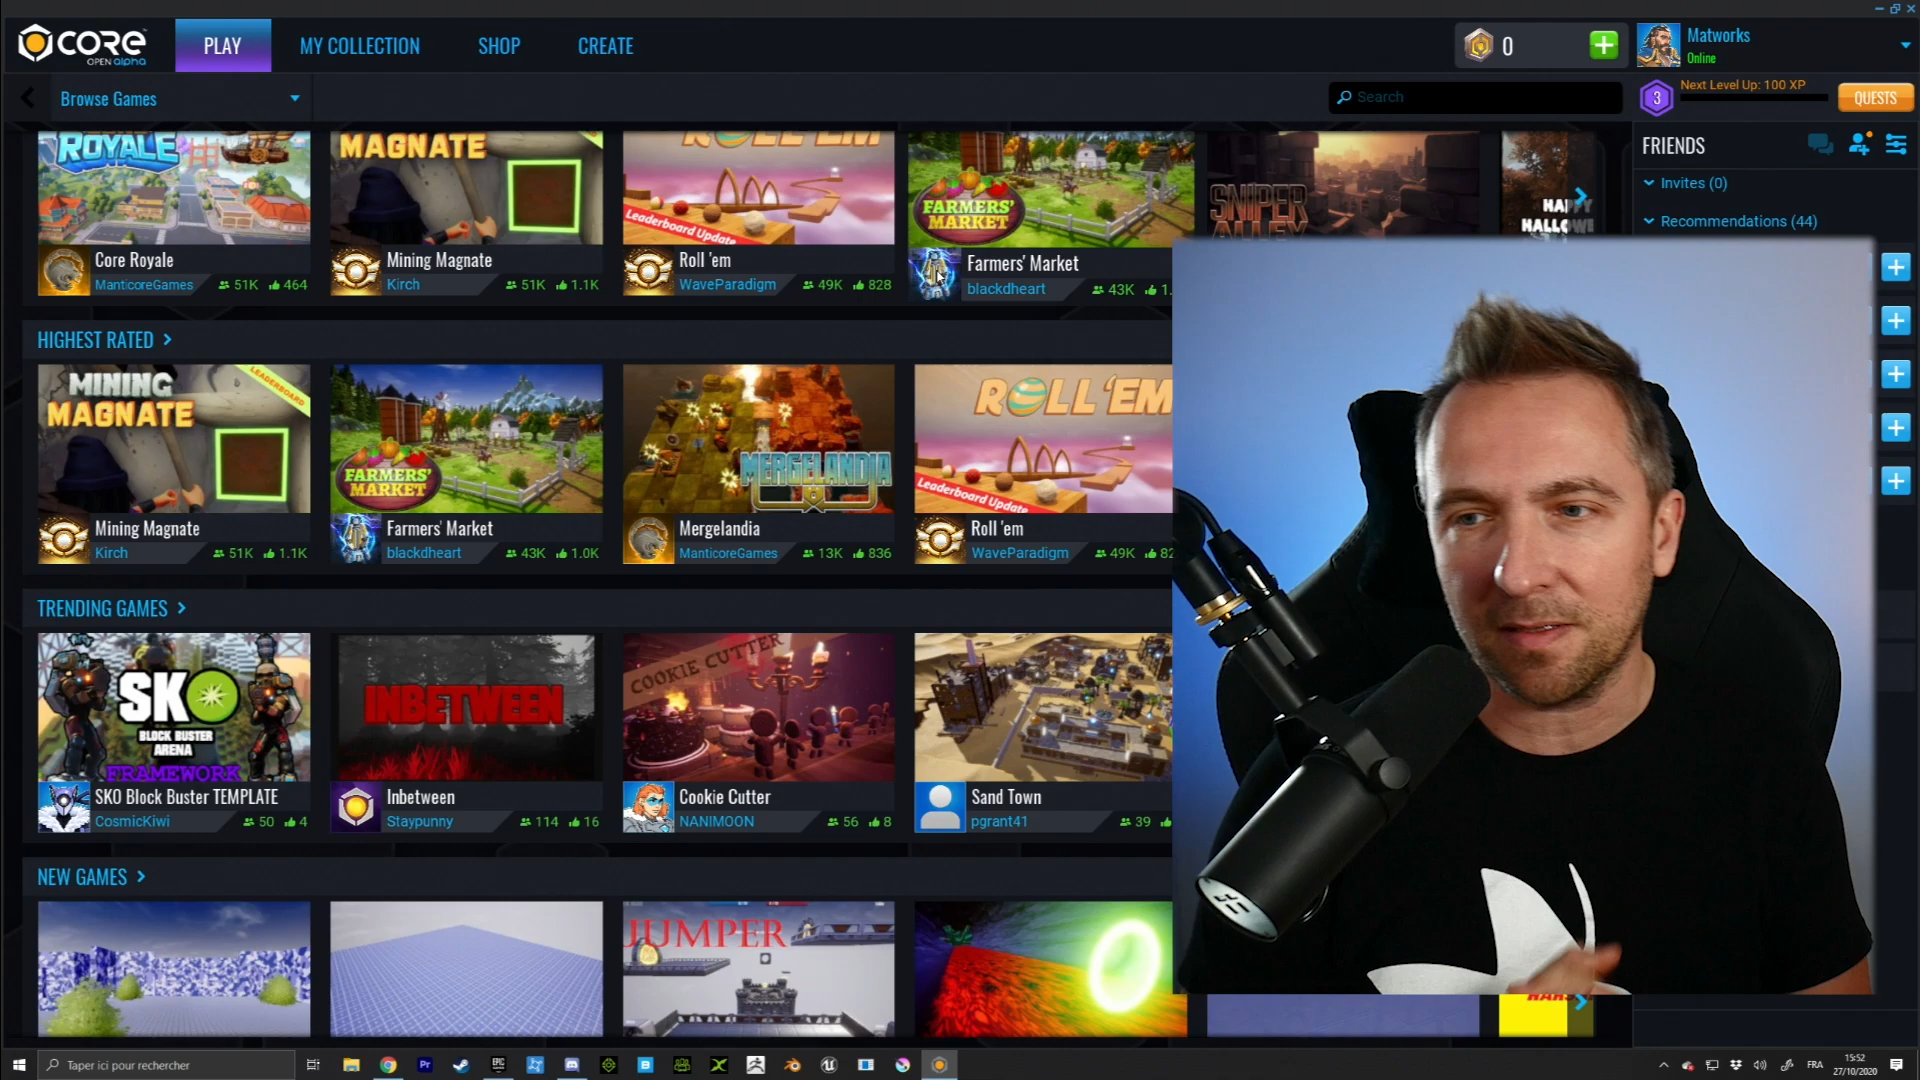 CORE
OPEN alpha
PLAY
MY COLLECTION
SHOP
CREATE
0
Matworks
Online
Browse Games
Search
3
Next Level Up: 100 XP
QUESTS
ROYALE
MAGNATE
ROLL 'EM
Leaderboard Update
FARMERS' MARKET
SNIPER ALLEY
FRIENDS
Invites (0)
Recommendations (44)
Core Royale
ManticoreGames
51K
464
Mining Magnate
Kirch
51K
1.1K
Roll 'em
WaveParadigm
49K
828
Farmers' Market
blackdheart
43K
HIGHEST RATED
MINING
MAGNATE
LEADERBOARD
FARMERS'
MARKET
MERGELANDIA
ROLL 'EM
Leaderboard Update
Mining Magnate
Kirch
51K
1.1K
Farmers' Market
blackdheart
43K
1.0K
Mergelandia
ManticoreGames
13K
836
Roll 'em
WaveParadigm
49K
TRENDING GAMES
SKO
BLOCK BUSTER
ARENA
FRAMEWORK
INBETWEEN
COOKIE CUTTER
SKO Block Buster TEMPLATE
CosmicKiwi
50
4
Inbetween
Staypunny
114
16
Cookie Cutter
NANIMOON
56
8
Sand Town
pgrant41
39
NEW GAMES
JUMPER
Taper ici pour rechercher
FRA
15:52
27/10/2020